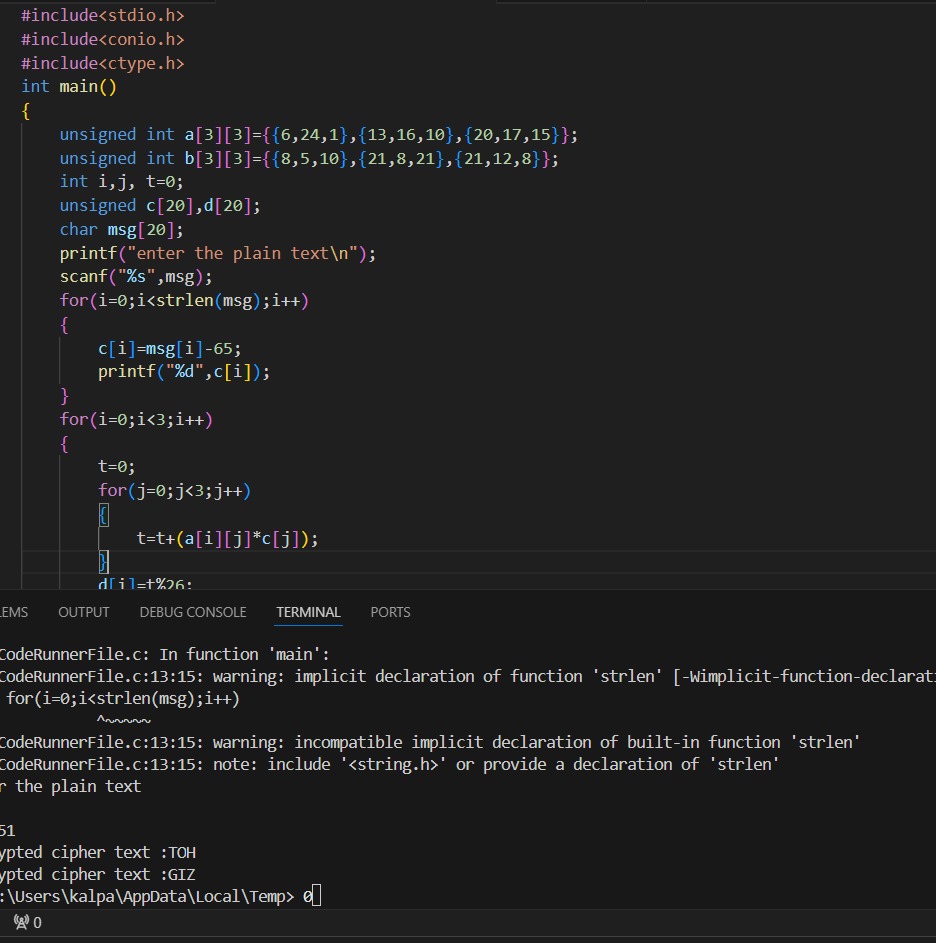 #include<stdio.h>
#include<conio.h>
#include<ctype.h>
int main()
{
unsigned int a[3][3]={{6,24,1},{13,16,10},{20,17,15}};
unsigned int b[3][3]={{8,5,10},{21,8,21},{21,12,8}};
int i,j, t=0;
unsigned c[20],d[20];
char msg[20];
printf("enter the plain text\n");
scanf("%s",msg);
for(i=0;i<strlen(msg);i++)
{
c[i]=msg[i]-65;
printf("%d",c[i]);
}
for(i=0;i<3;i++)
{
t=0;
for(j=0;j<3;j++)
{
t=t+(a[i][j]*c[j]);
}
d[i]=t%26;
LEMS OUTPUT DEBUG CONSOLE TERMINAL PORTS
CodeRunnerFile.c: In function 'main':
CodeRunnerFile.c:13:15: warning: implicit declaration of function 'strlen' [-Wimplicit-function-declarati
for(i=0;i<strlen(msg);i++)
^~~~~~
CodeRunnerFile.c:13:15: warning: incompatible implicit declaration of built-in function 'strlen'
CodeRunnerFile.c:13:15: note: include '<string.h>' or provide a declaration of 'strlen'
r the plain text
51
ypted cipher text :TOH
ypted cipher text :GIZ
:\Users\kalpa\AppData\Local\Temp> 0
0